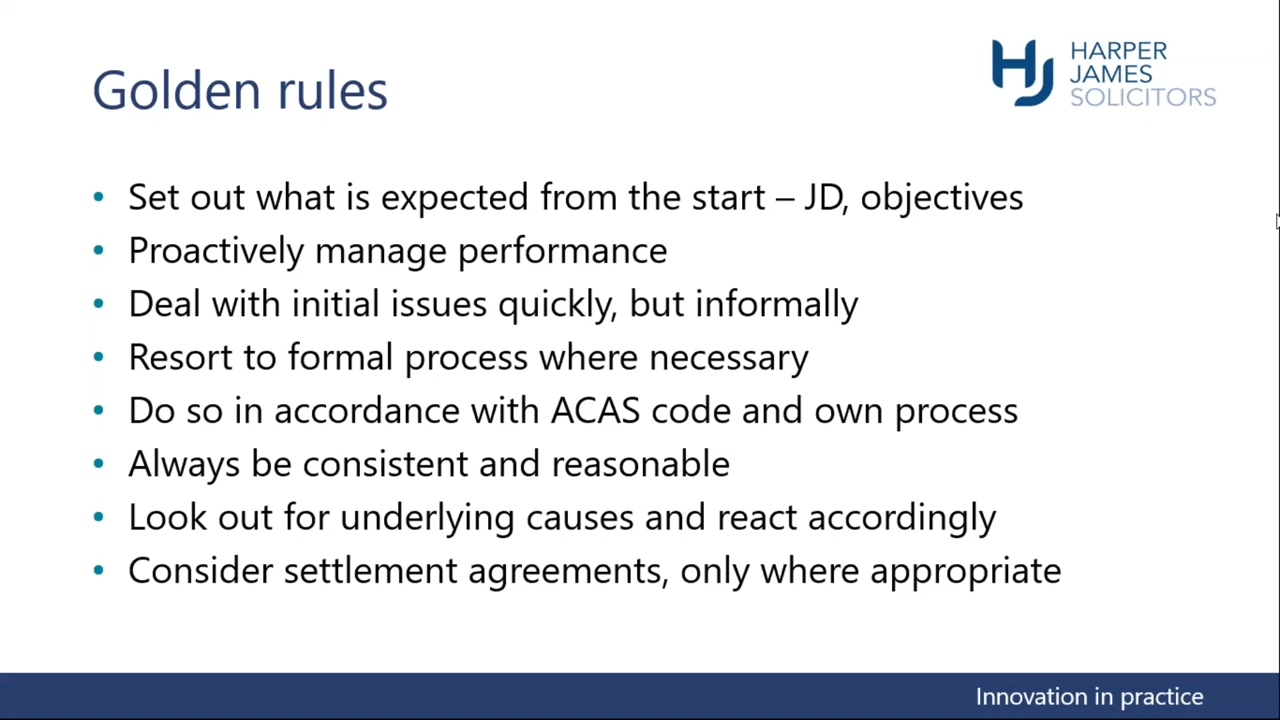 Golden rules
HARPER
JAMES
SOLICITORS
• Set out what is expected from the start – JD, objectives
• Proactively manage performance
• Deal with initial issues quickly, but informally
• Resort to formal process where necessary
• Do so in accordance with ACAS code and own process
• Always be consistent and reasonable
• Look out for underlying causes and react accordingly
• Consider settlement agreements, only where appropriate
Innovation in practice